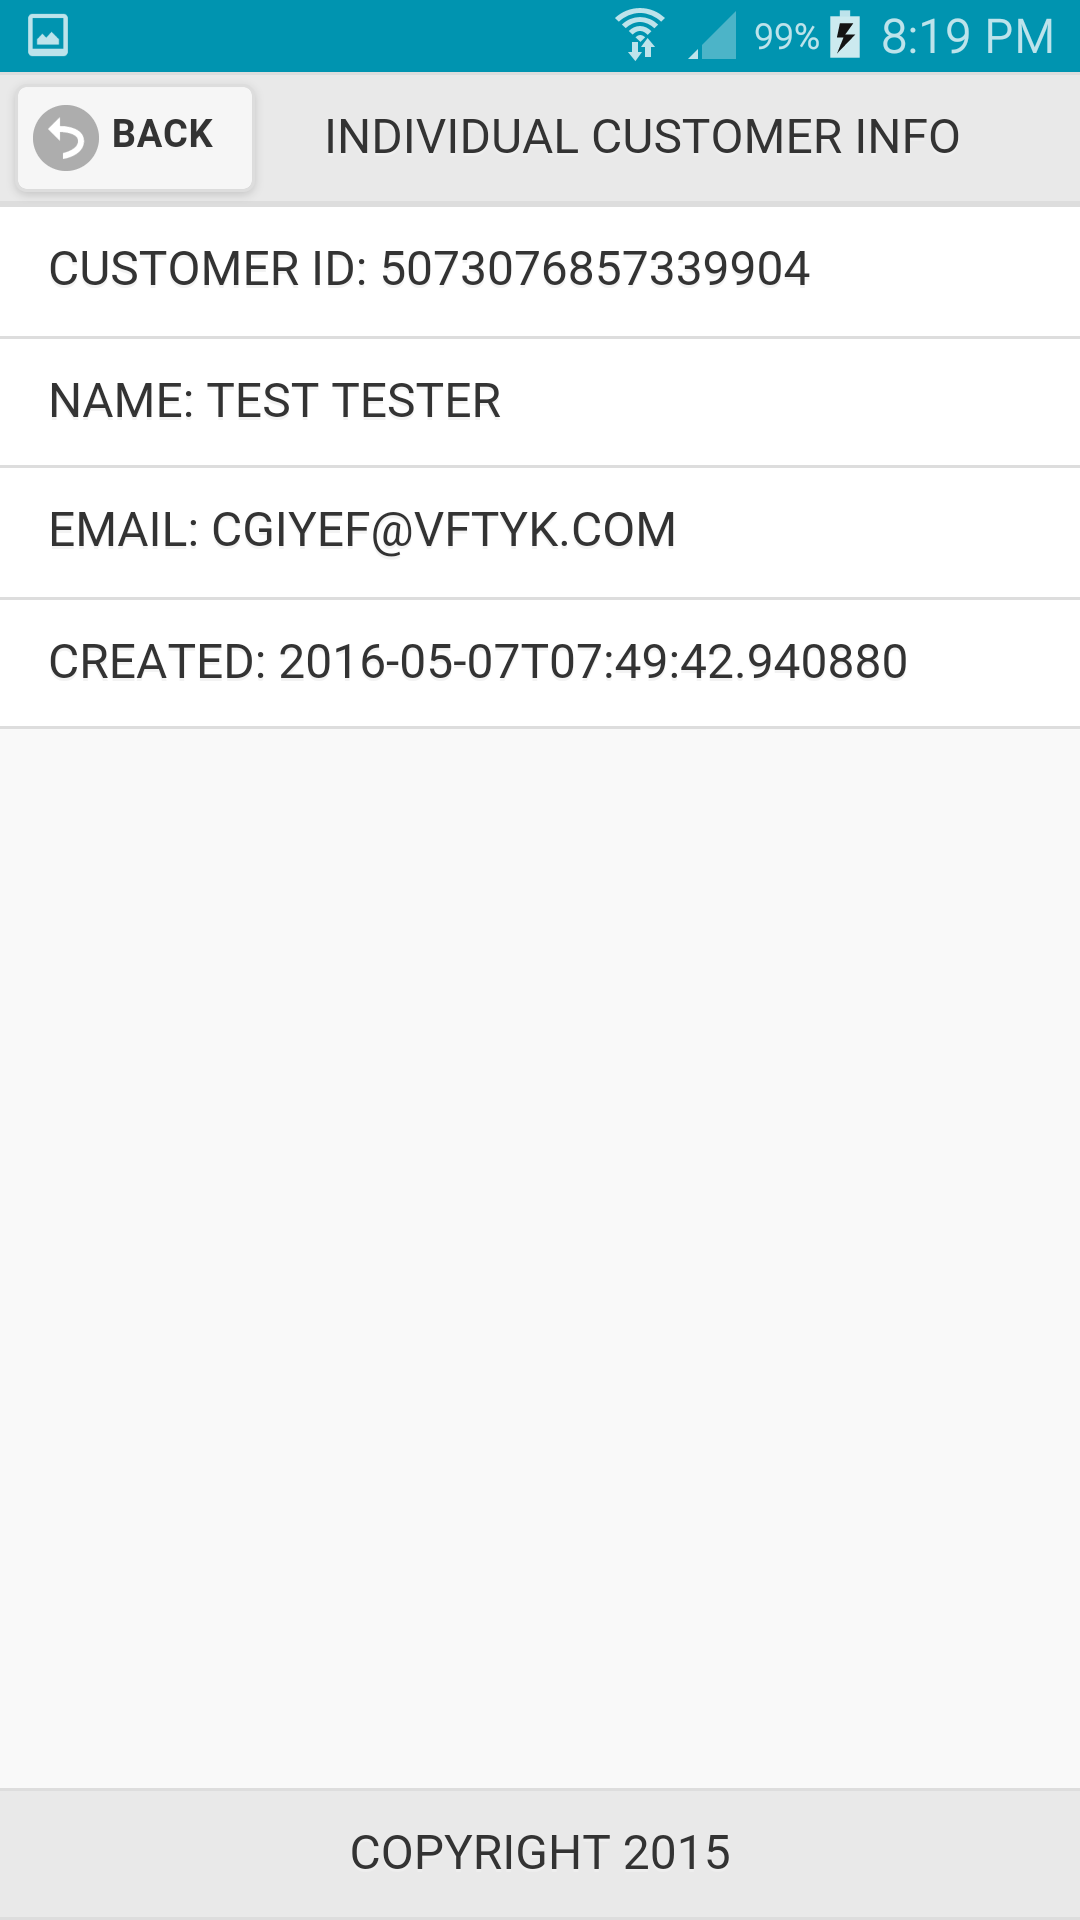 99% 8:19 PM
BACK
INDIVIDUAL CUSTOMER INFO
CUSTOMER ID: 5073076857339904
NAME: TEST TESTER
EMAIL: CGIYEF@VFTYK.COM
CREATED: 2016-05-07T07:49:42.940880
COPYRIGHT 2015